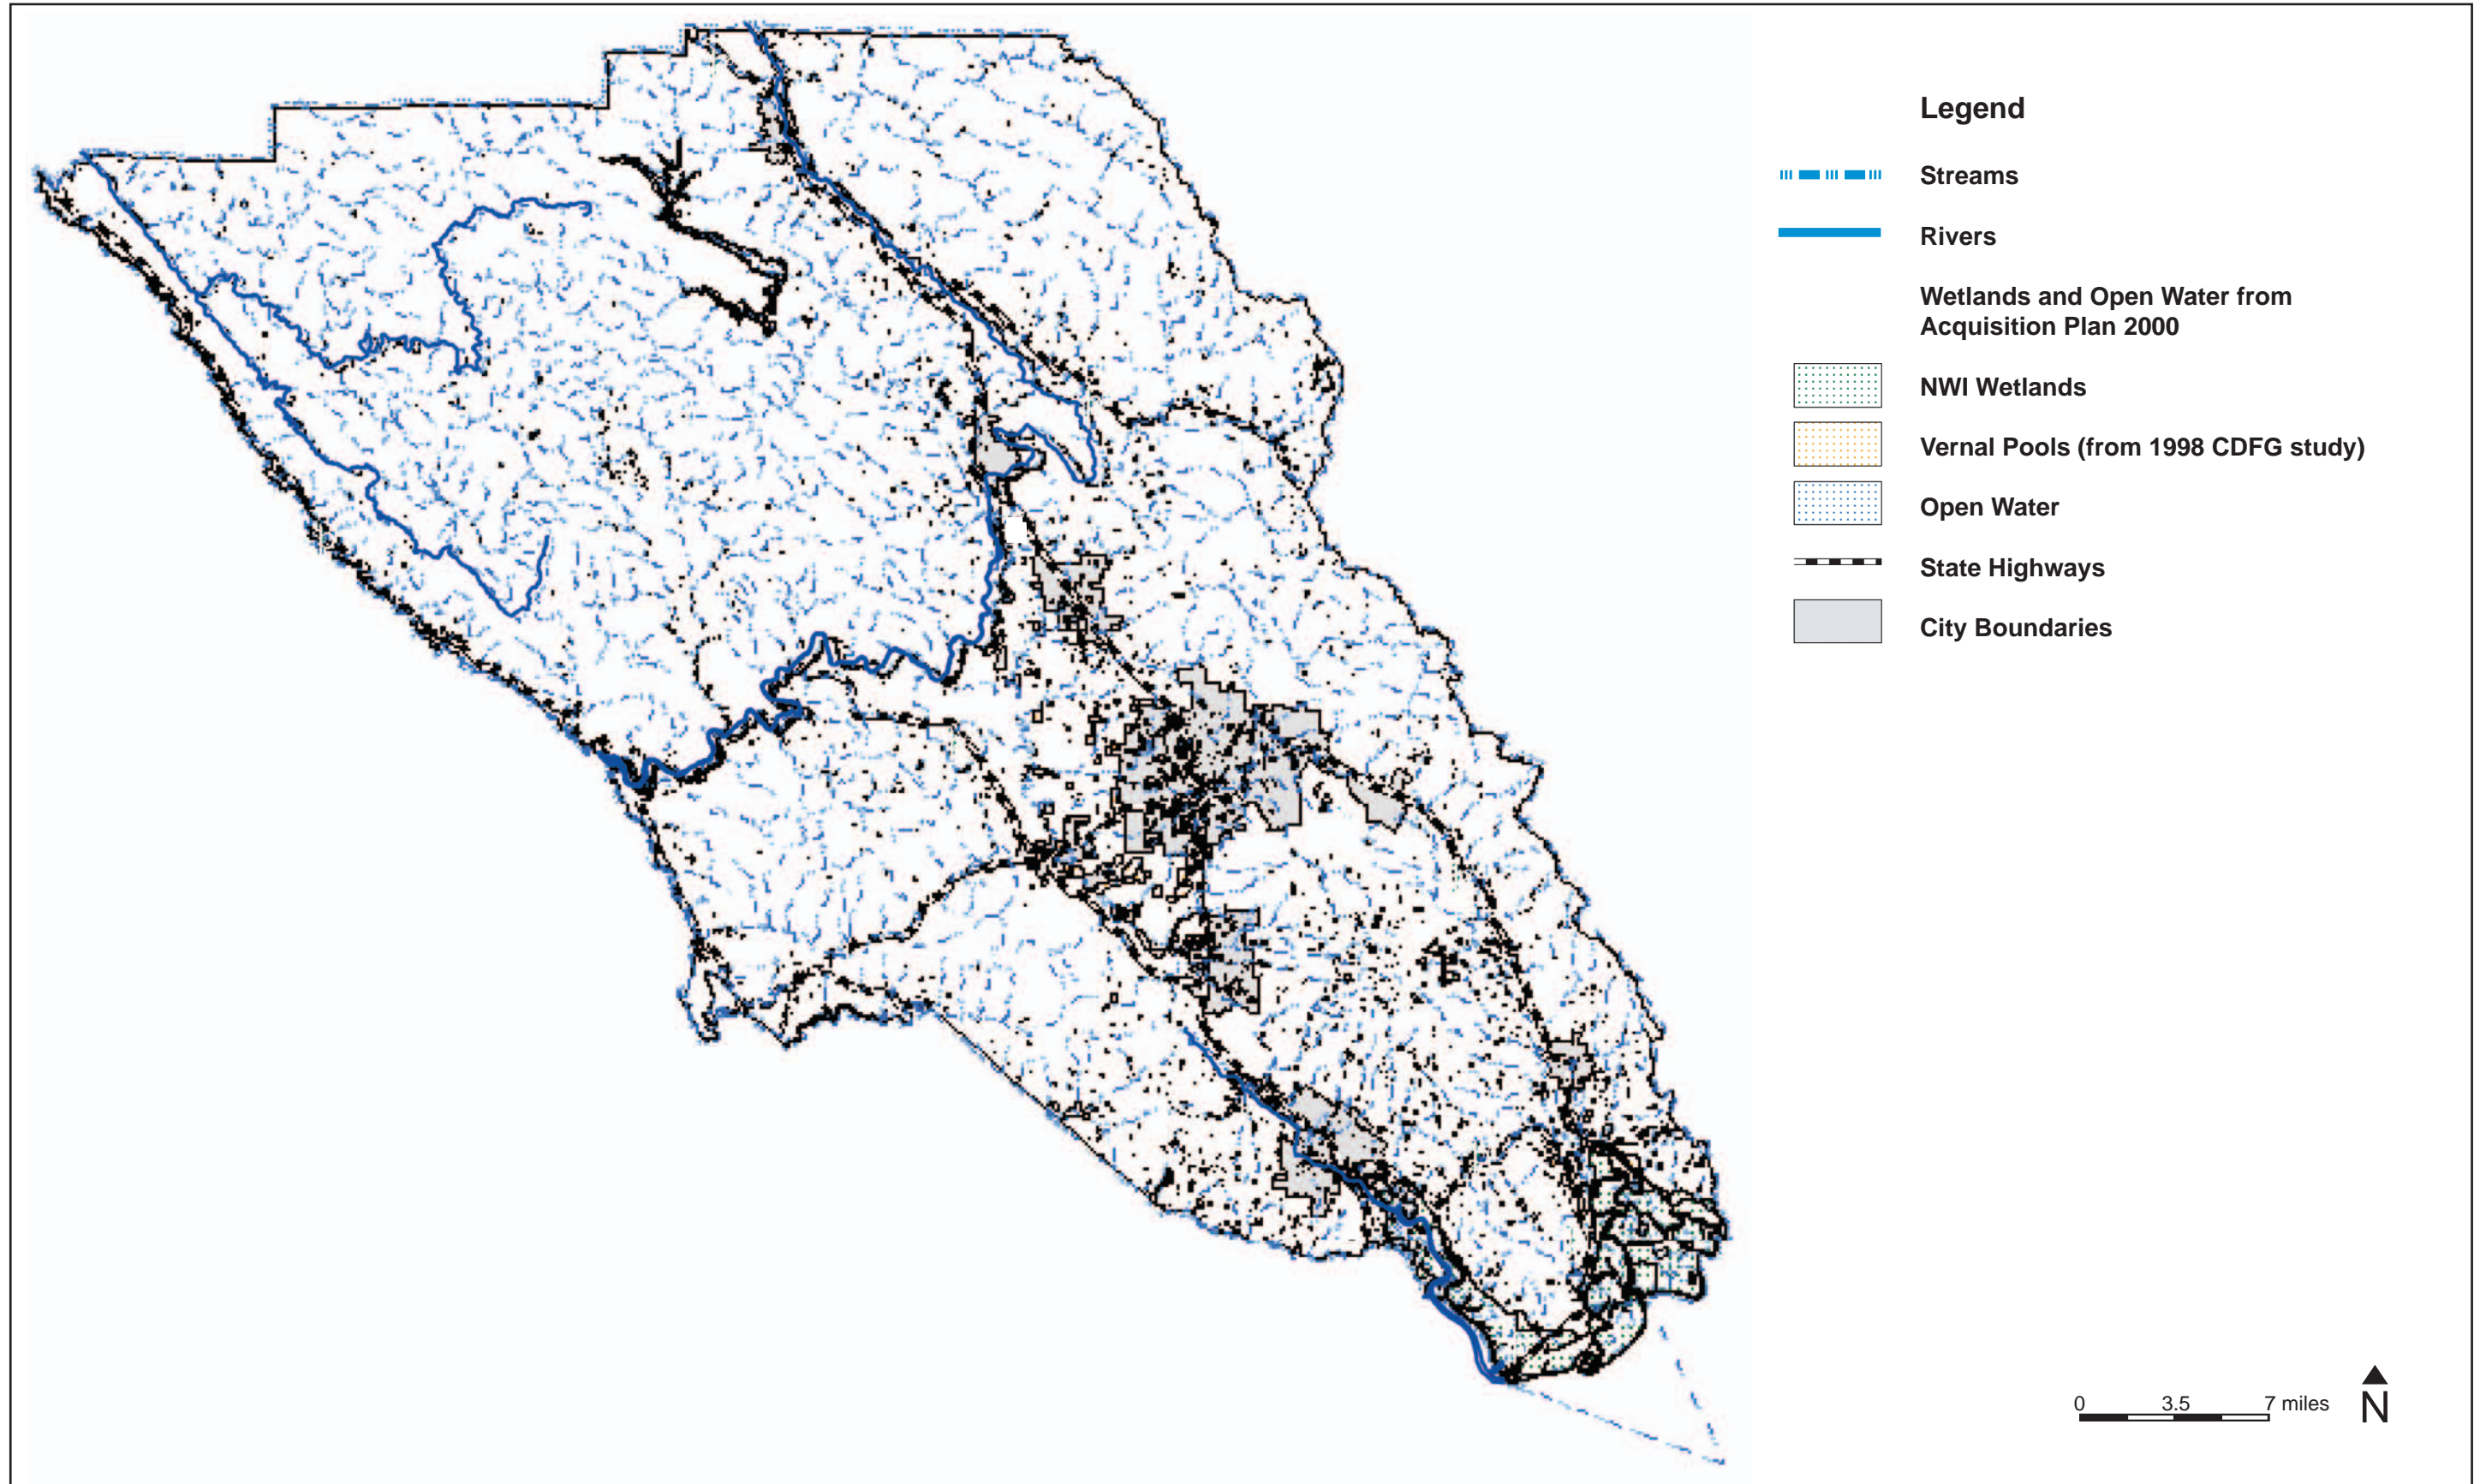 Legend
Streams
Rivers
Wetlands and Open Water from
Acquisition Plan 2000
NWI Wetlands
Vernal Pools (from 1998 CDFG study)
Open Water
State Highways
City Boundaries
0 3.5 7 miles
N